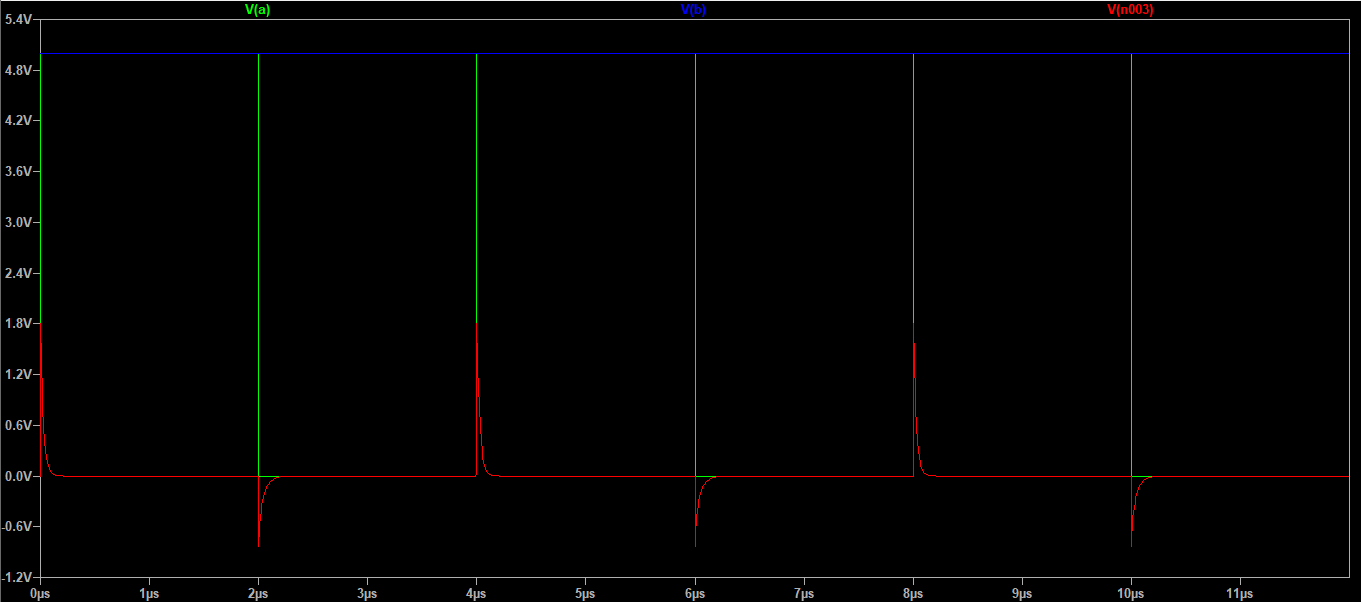 V(a) V(b) V(n003)
5.4V
4.8V
4.2V
3.6V
3.0V
2.4V
1.8V
1.2V
0.6V
0.0V
-0.6V
-1.2V
0µs 1µs 2µs 3µs 4µs 5µs 6µs 7µs 8µs 9µs 10µs 11µs